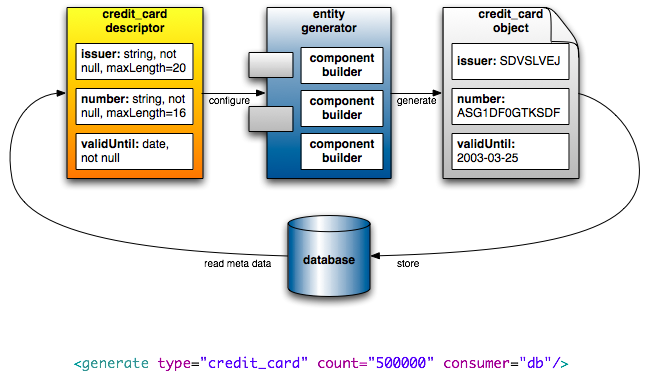 credit_card
descriptor
issuer: string, not
null, maxLength=20
number: string, not
null, maxLength=16
validUntil: date,
not null
configure
entity
generator
component
builder
component
builder
component
builder
generate
credit_card
object
issuer: SDVSLVEJ
number:
ASG1DF0GTKSDF
validUntil:
2003-03-25
read meta data
database
store
<generate type="credit_card" count="500000" consumer="db"/>